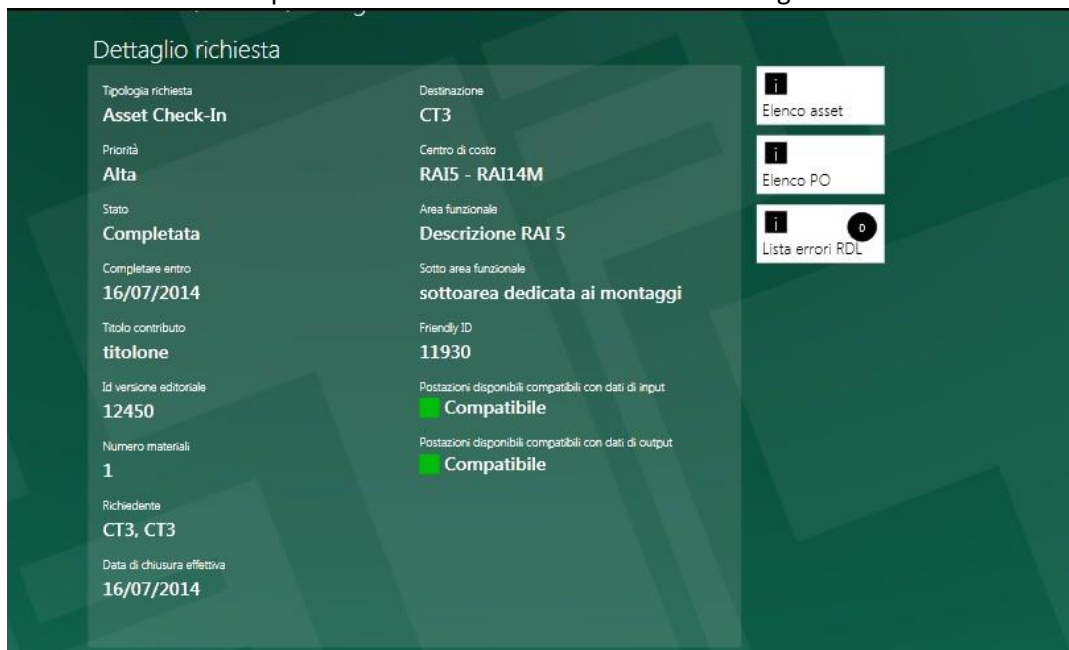 Dettaglio richiesta
Tipologia richiesta
Asset Check-In
Priorità
Alta
Stato
Completata
Completare entro
16/07/2014
Titolo contributo
titolone
Id versione editoriale
12450
Numero materiali
1
Richiedente
CT3, CT3
Data di chiusura effettiva
16/07/2014
Destinazione
CT3
Centro di costo
RAI5 - RAI14M
Area funzionale
Descrizione RAI 5
Sotto area funzionale
sottoarea dedicata ai montaggi
Friendly ID
11930
Postazioni disponibili compatibili con dati di input
Compatibile
Postazioni disponibili compatibili con dati di output
Compatibile
i
Elenco asset
i
Elenco PO
i
0
Lista errori RDL